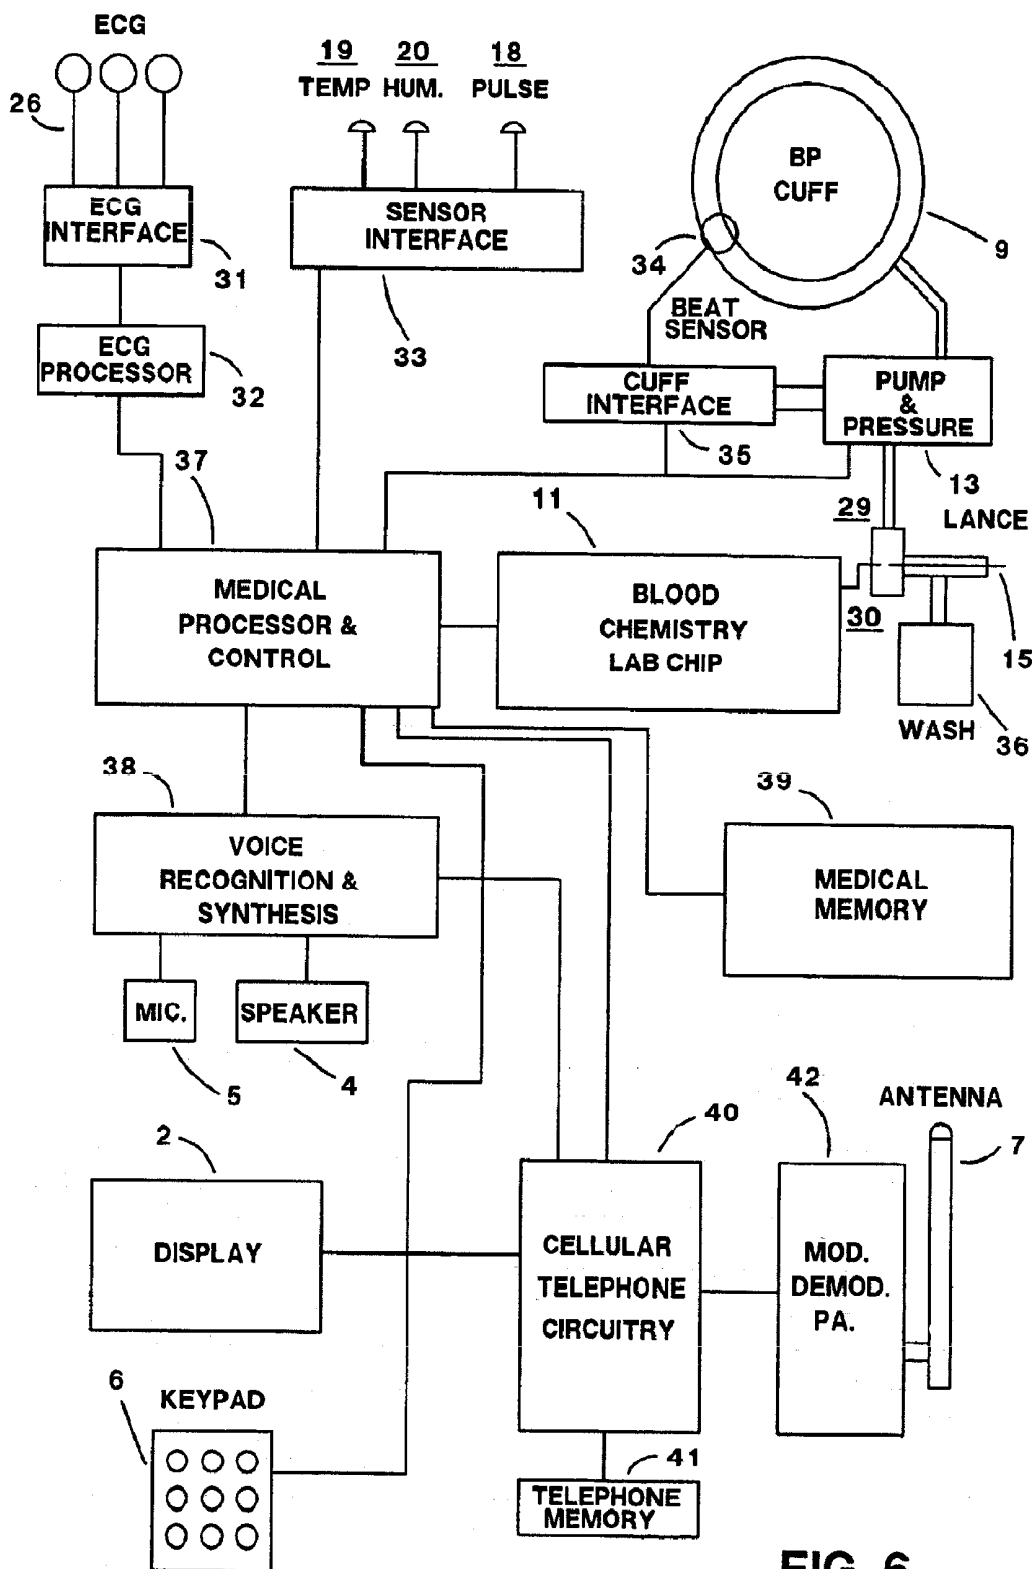 ECG
26
ECG
INTERFACE
31
ECG
PROCESSOR
32
19 20 18
TEMP HUM. PULSE
SENSOR
INTERFACE
33
BP
CUFF
9
34
BEAT
SENSOR
CUFF
INTERFACE
35
PUMP
&
PRESSURE
13
LANCE
29
30
15
WASH
36
37
MEDICAL
PROCESSOR &
CONTROL
11
BLOOD
CHEMISTRY
LAB CHIP
38
VOICE
RECOGNITION &
SYNTHESIS
MIC.
5
SPEAKER
4
39
MEDICAL
MEMORY
2
DISPLAY
40
CELLULAR
TELEPHONE
CIRCUITRY
42
MOD.
DEMOD.
PA.
ANTENNA
7
6
KEYPAD
41
TELEPHONE
MEMORY
FIG. 6